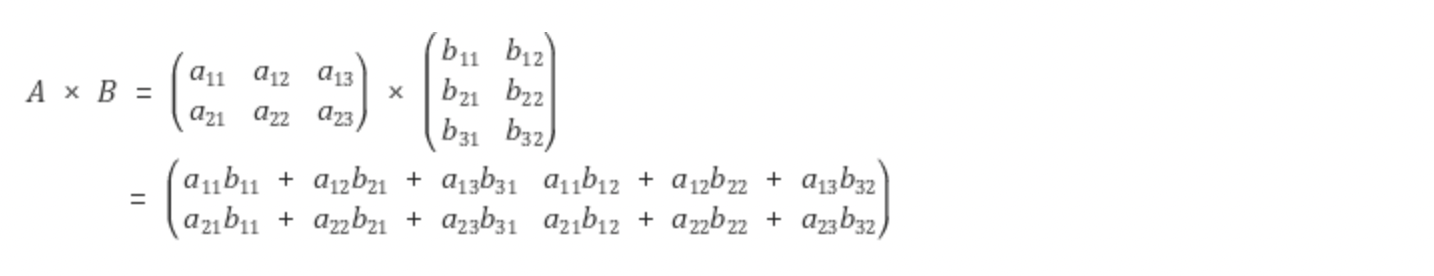 A × B = (a₁₁ a₁₂ a₁₃
a₂₁ a₂₂ a₂₃) × (b₁₁ b₁₂
b₂₁ b₂₂
b₃₁ b₃₂)
= (a₁₁b₁₁ + a₁₂b₂₁ + a₁₃b₃₁ a₁₁b₁₂ + a₁₂b₂₂ + a₁₃b₃₂
a₂₁b₁₁ + a₂₂b₂₁ + a₂₃b₃₁ a₂₁b₁₂ + a₂₂b₂₂ + a₂₃b₃₂)